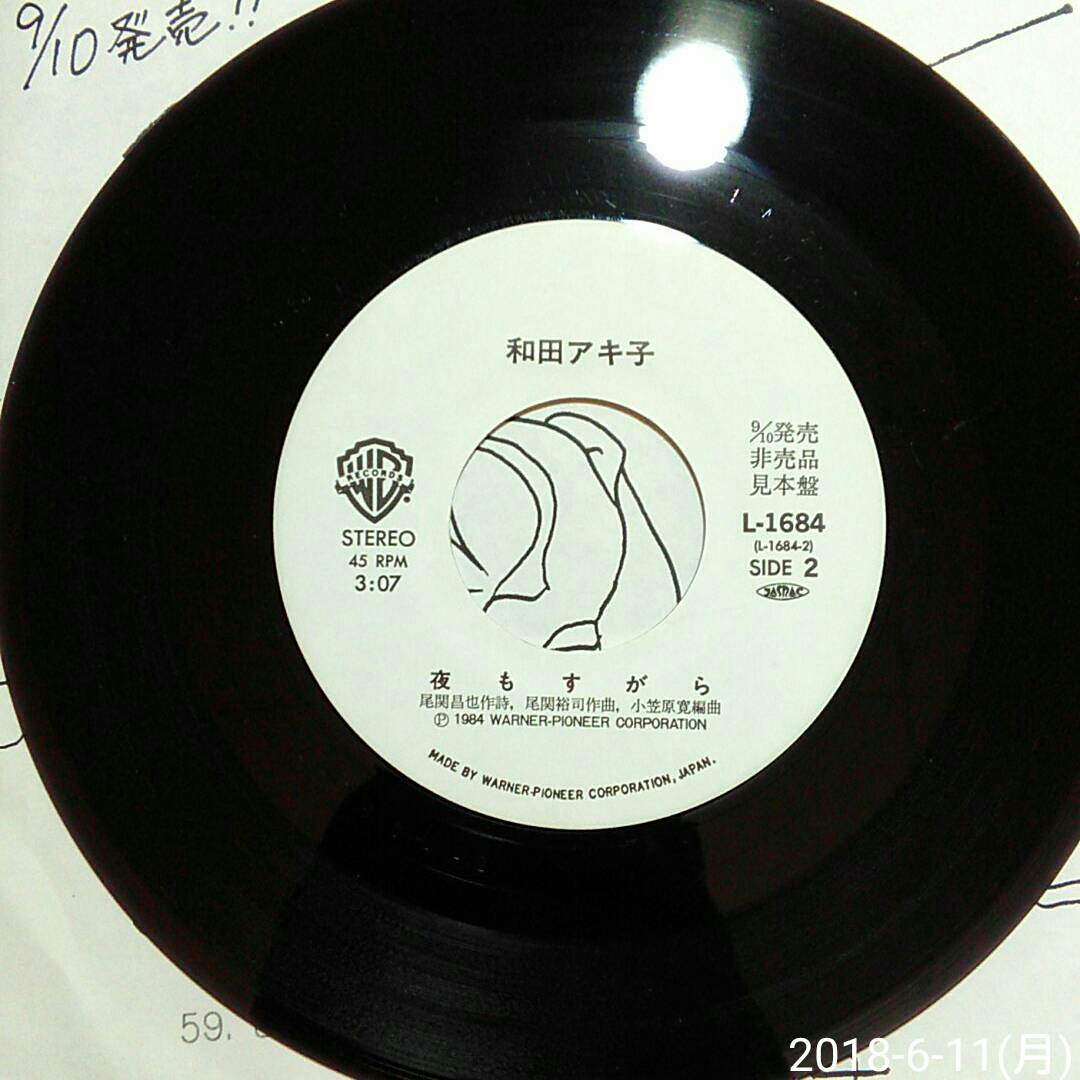 9/10発売!!
和田アキ子
W RECORDS
STEREO
45 RPM
3:07
9/10発売
非売品
見本盤
L-1684
(L-1684-2)
SIDE 2
JASRAC
夜もすがら
尾関昌也作詩, 尾関裕司作曲, 小笠原寛編曲
Ⓟ 1984 WARNER-PIONEER CORPORATION
MADE BY WARNER-PIONEER CORPORATION, JAPAN.
59.
2018-6-11(月)